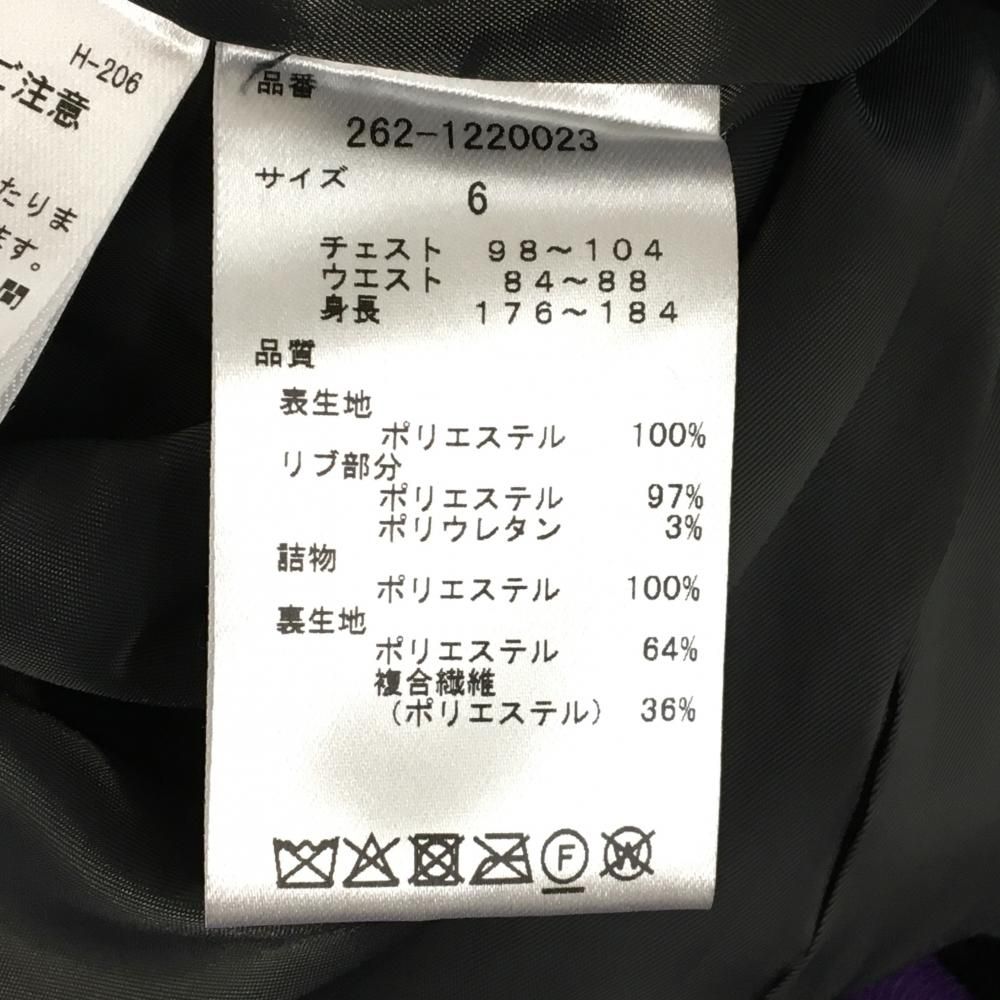 H-206
ご注意
たりま
ます。
間
品番
262-1220023
サイズ
6
チェスト 98～104
ウエスト 84～88
身長 176～184
品質
表生地
ポリエステル 100%
リブ部分
ポリエステル 97%
ポリウレタン 3%
詰物
ポリエステル 100%
裏生地
ポリエステル 64%
複合繊維
(ポリエステル) 36%
F
W